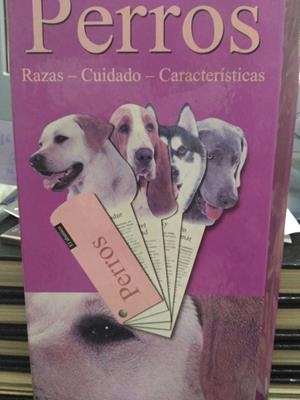 Perros
Razas – Cuidado – Características
Perros